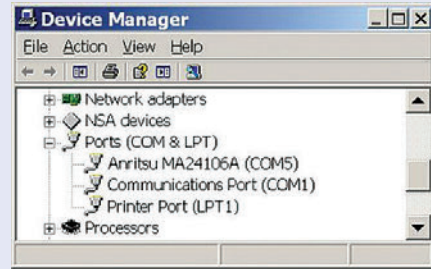 Device Manager
File Action View Help
Network adapters
NSA devices
Ports (COM & LPT)
Anritsu MA24106A (COM5)
Communications Port (COM1)
Printer Port (LPT1)
Processors